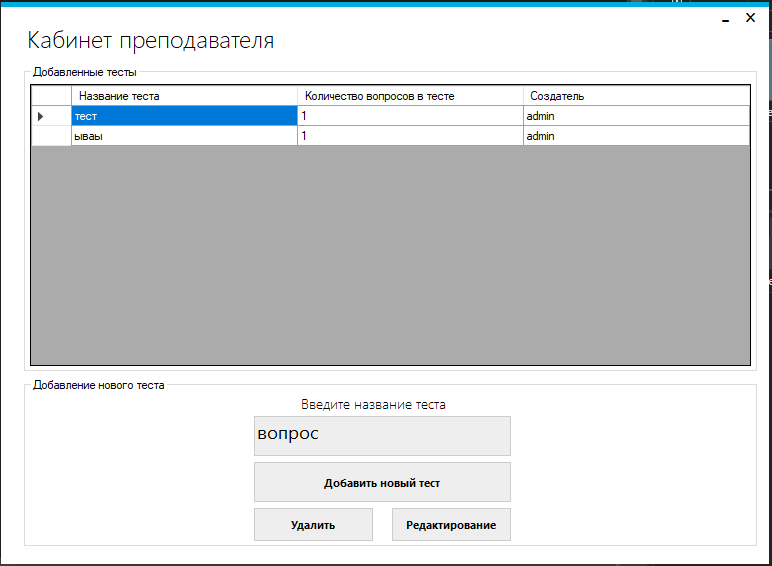 Кабинет преподавателя
Добавленные тесты
Название теста Количество вопросов в тесте Создатель
тест 1 admin
ываы 1 admin
Добавление нового теста
Введите название теста
вопрос
Добавить новый тест
Удалить Редактирование